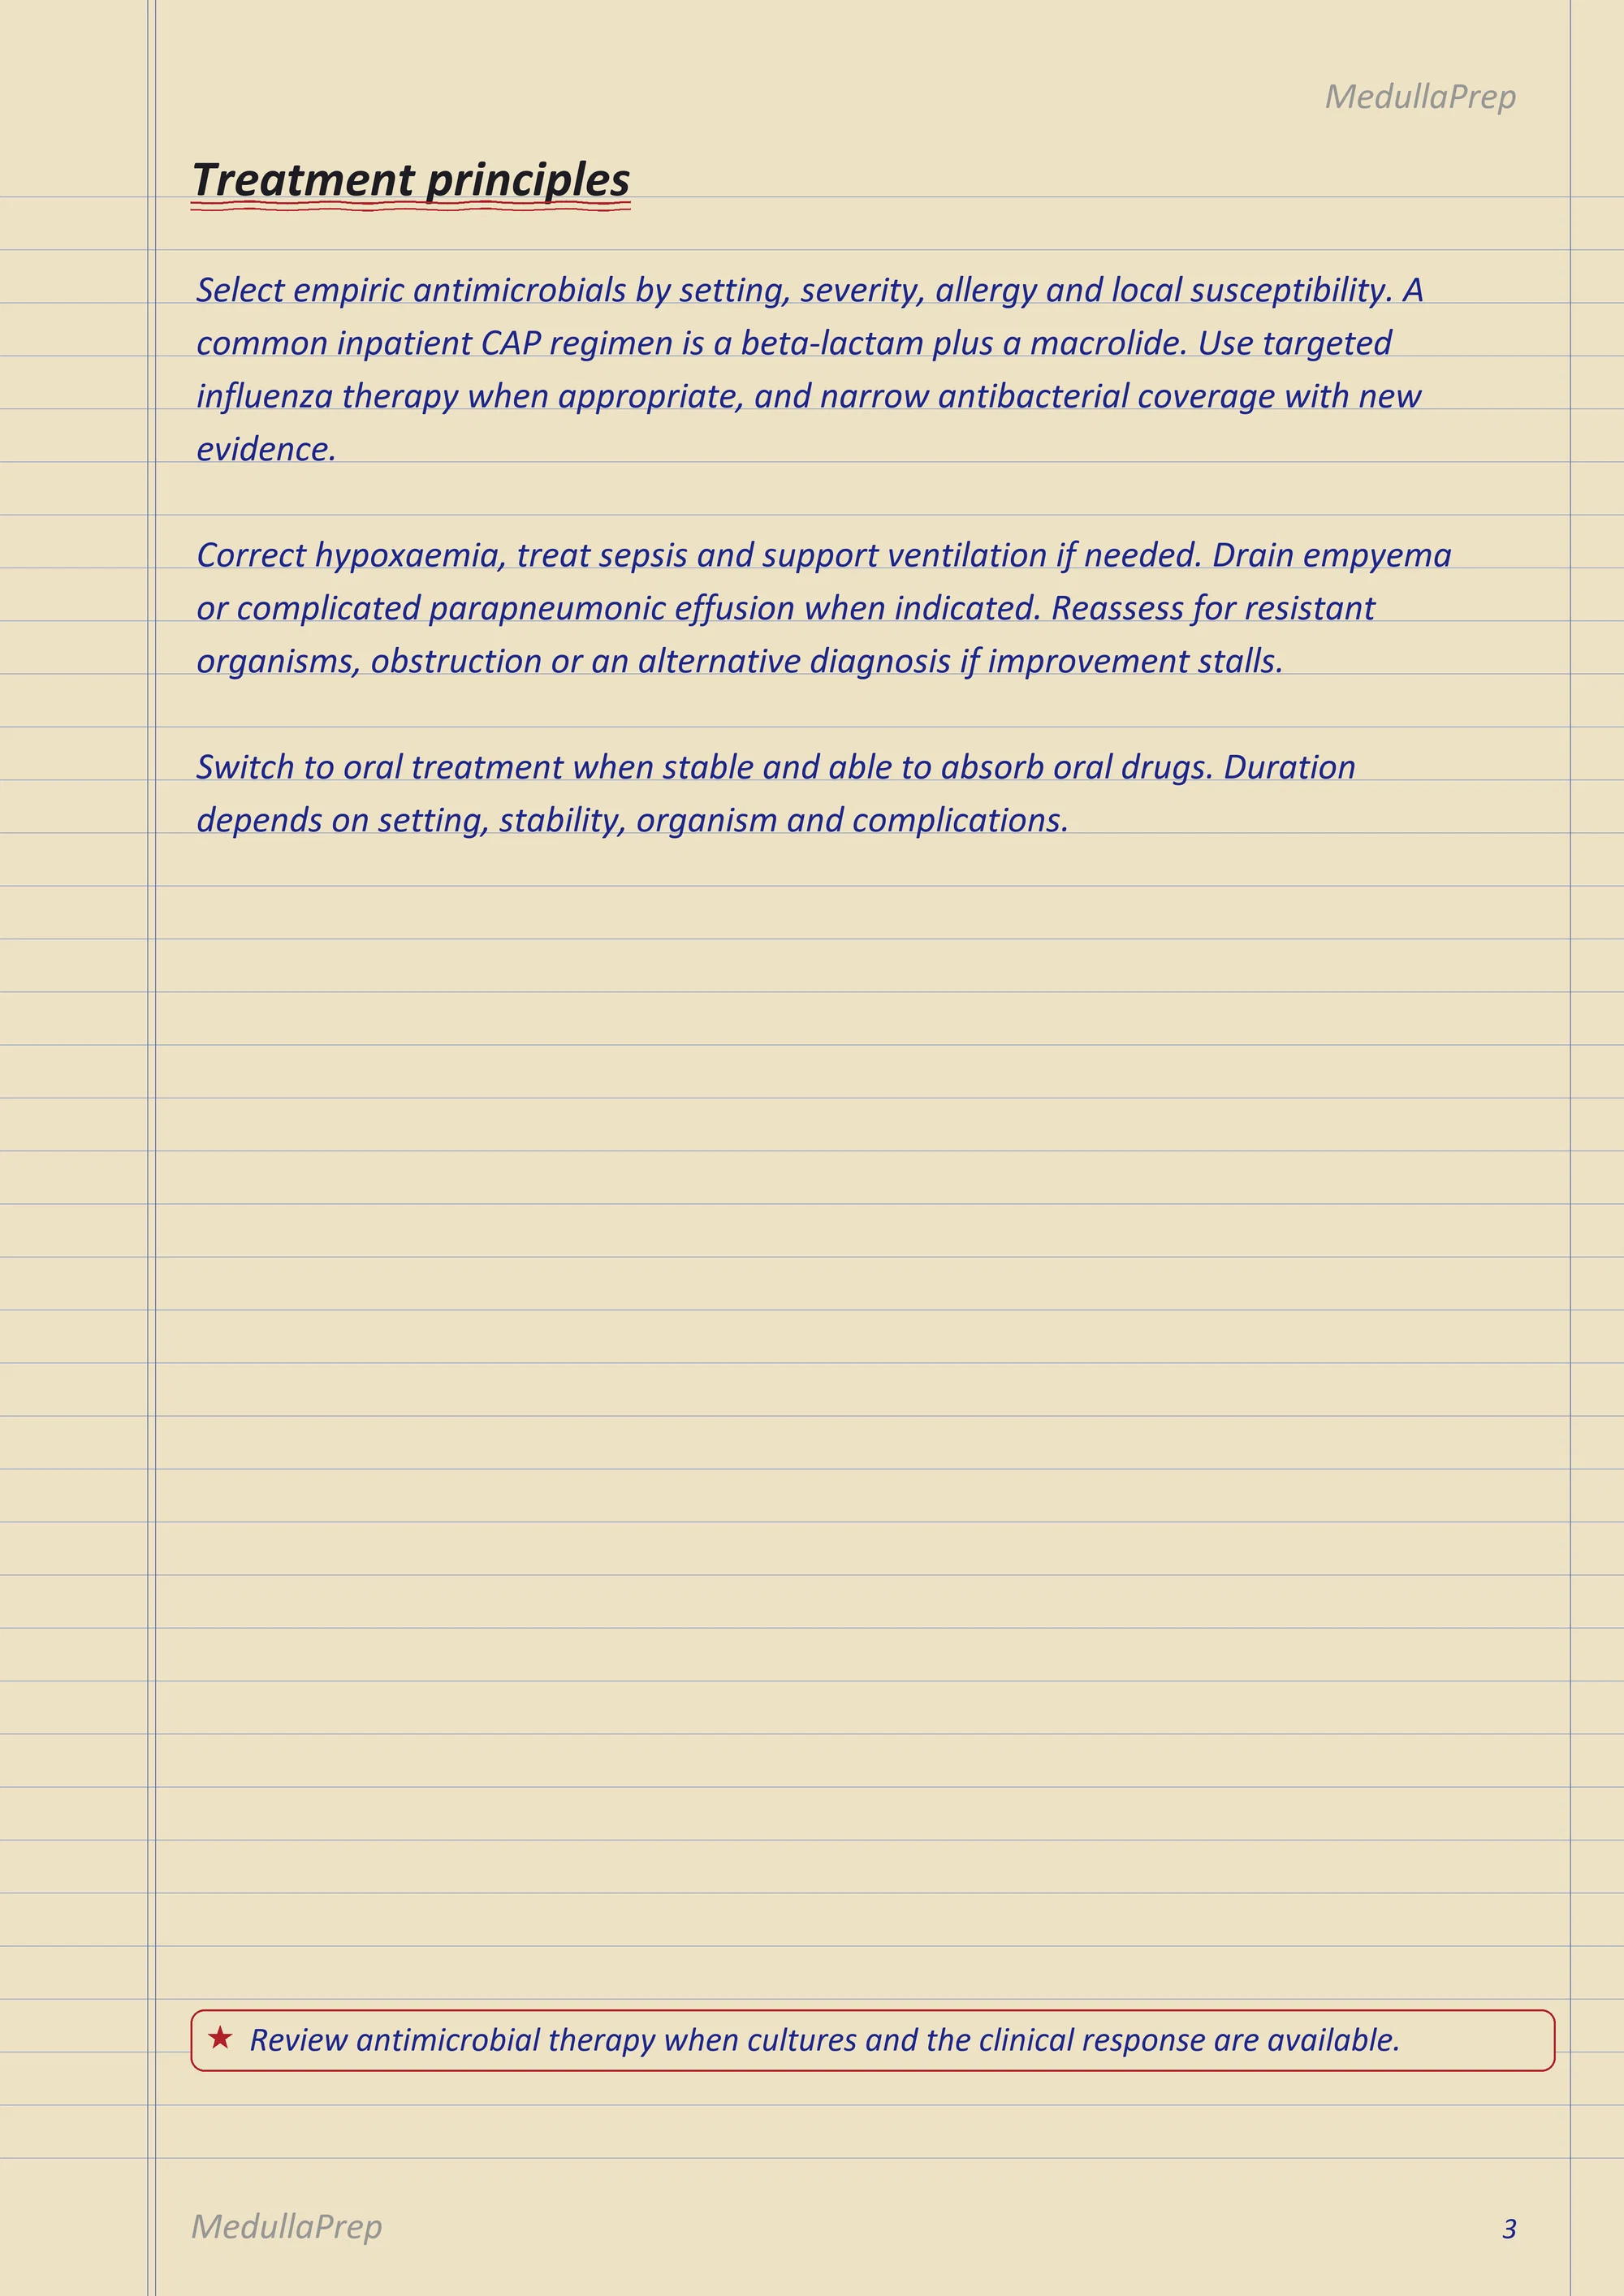 MedullaPrep
Treatment principles
Select empiric antimicrobials by setting, severity, allergy and local susceptibility. A
common inpatient CAP regimen is a beta-lactam plus a macrolide. Use targeted
influenza therapy when appropriate, and narrow antibacterial coverage with new
evidence.
Correct hypoxaemia, treat sepsis and support ventilation if needed. Drain empyema
or complicated parapneumonic effusion when indicated. Reassess for resistant
organisms, obstruction or an alternative diagnosis if improvement stalls.
Switch to oral treatment when stable and able to absorb oral drugs. Duration
depends on setting, stability, organism and complications.
★ Review antimicrobial therapy when cultures and the clinical response are available.
MedullaPrep
3